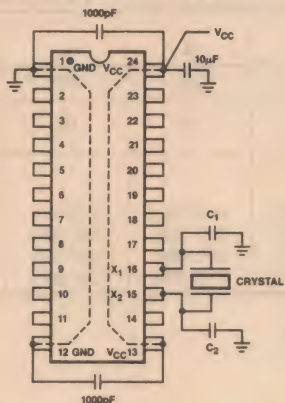 1000pF
VCC
1 GND VCC 24
10μF
2 23
3 22
4 21
5 20
6 19
7 18
8 17
C1
9 X1 16
CRYSTAL
10 X2 15
11 14
C2
12 GND VCC 13
1000pF